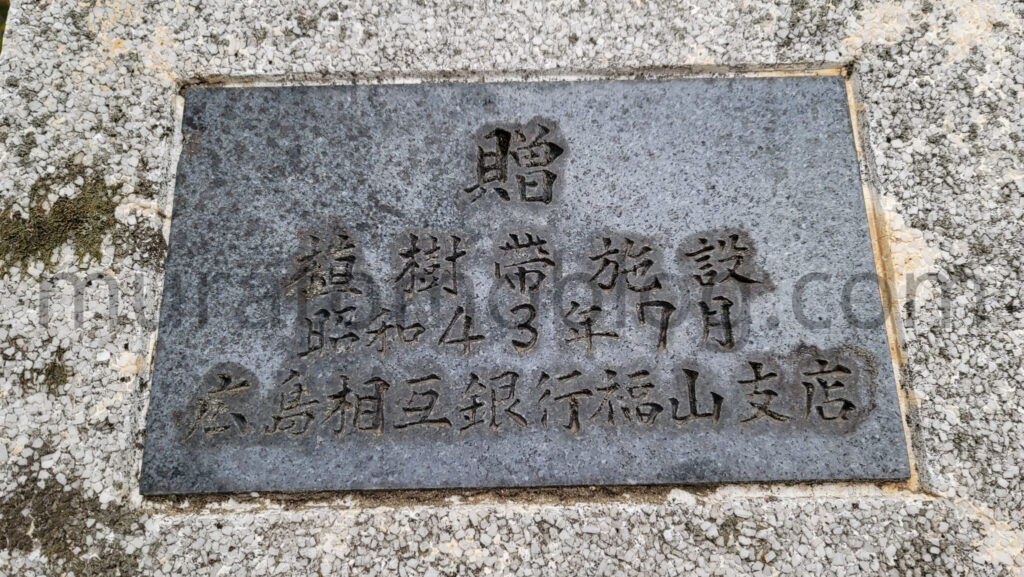 贈
植樹帯施設
昭和43年7月
広島相互銀行福山支店